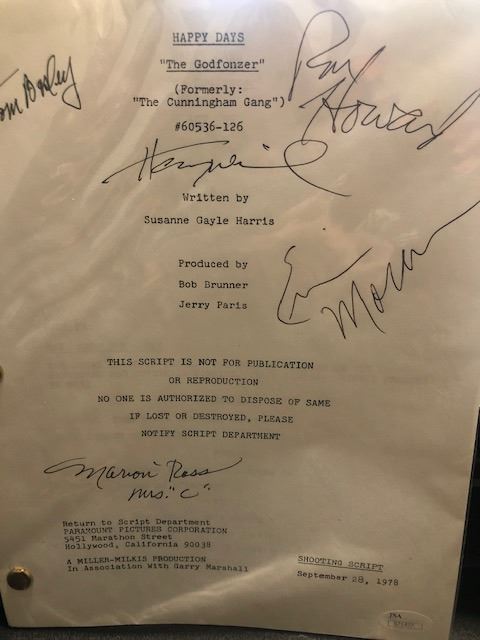 HAPPY DAYS
"The Godfonzer"
(Formerly:
"The Cunningham Gang")
#60536-126
Tom Bosley
Ron Howard
Henry Winkler
Written by
Susanne Gayle Harris
Produced by
Bob Brunner
Jerry Paris
Erin Moran
THIS SCRIPT IS NOT FOR PUBLICATION
OR REPRODUCTION
NO ONE IS AUTHORIZED TO DISPOSE OF SAME
IF LOST OR DESTROYED, PLEASE
NOTIFY SCRIPT DEPARTMENT
Marion Ross
Mrs. "C"
Return to Script Department
PARAMOUNT PICTURES CORPORATION
5451 Marathon Street
Hollywood, California 90038
A MILLER-MILKIS PRODUCTION
In Association With Garry Marshall
SHOOTING SCRIPT
September 28, 1978
JSA